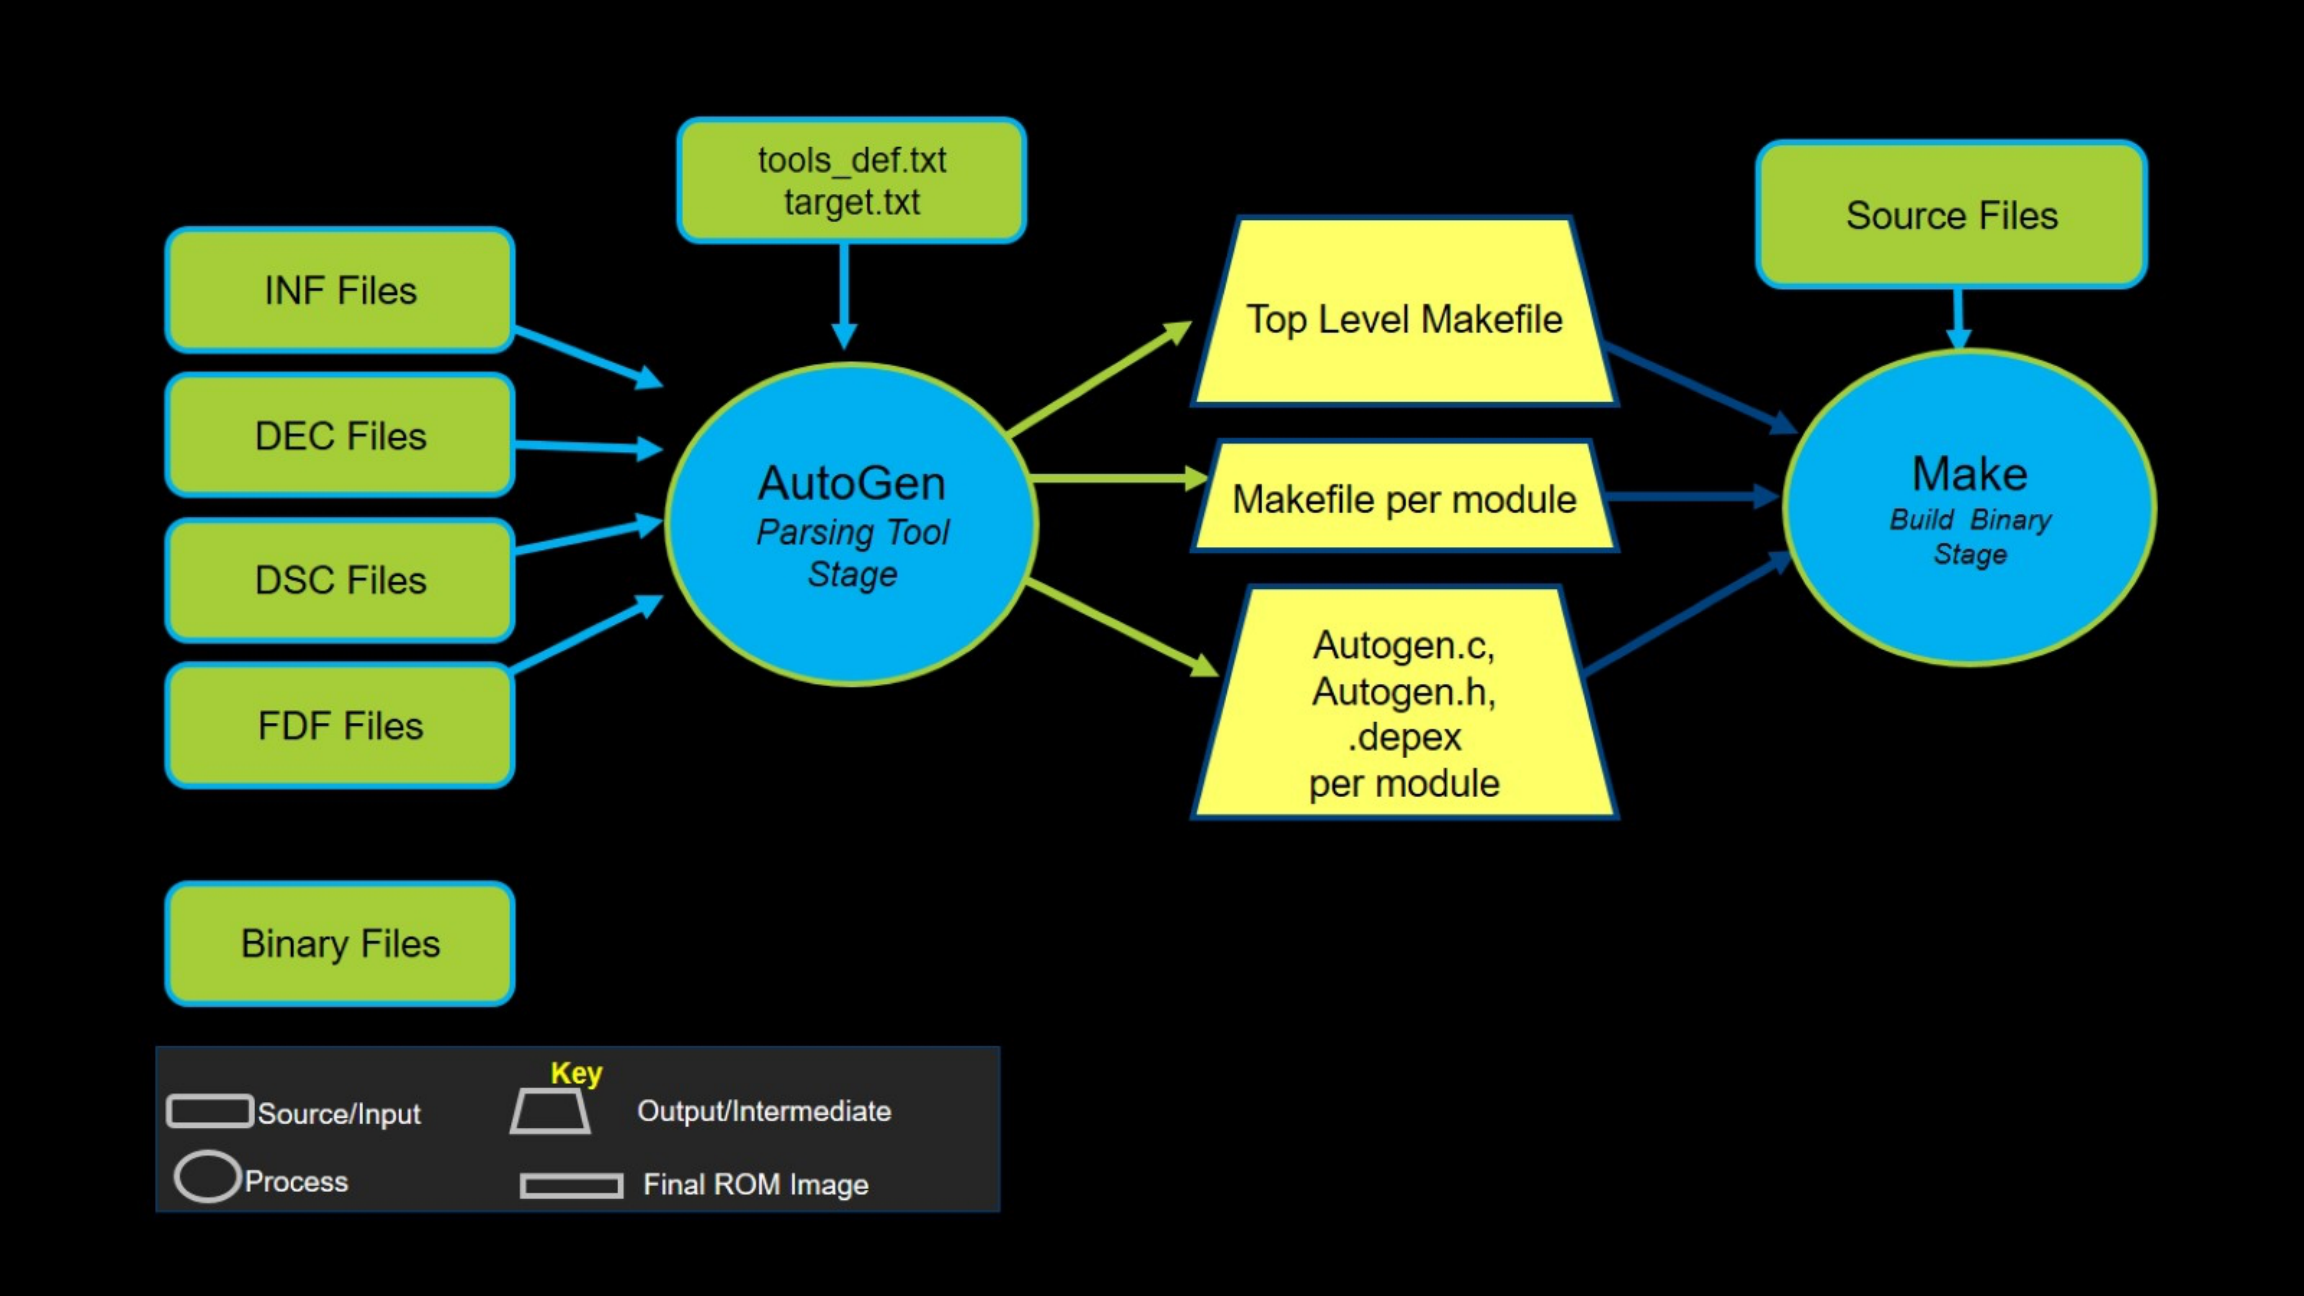 tools_def.txt
target.txt
Source Files
INF Files
DEC Files
DSC Files
FDF Files
Binary Files
AutoGen
Parsing Tool
Stage
Top Level Makefile
Makefile per module
Autogen.c,
Autogen.h,
.depex
per module
Make
Build Binary
Stage
Key
Source/Input
Output/Intermediate
Process
Final ROM Image